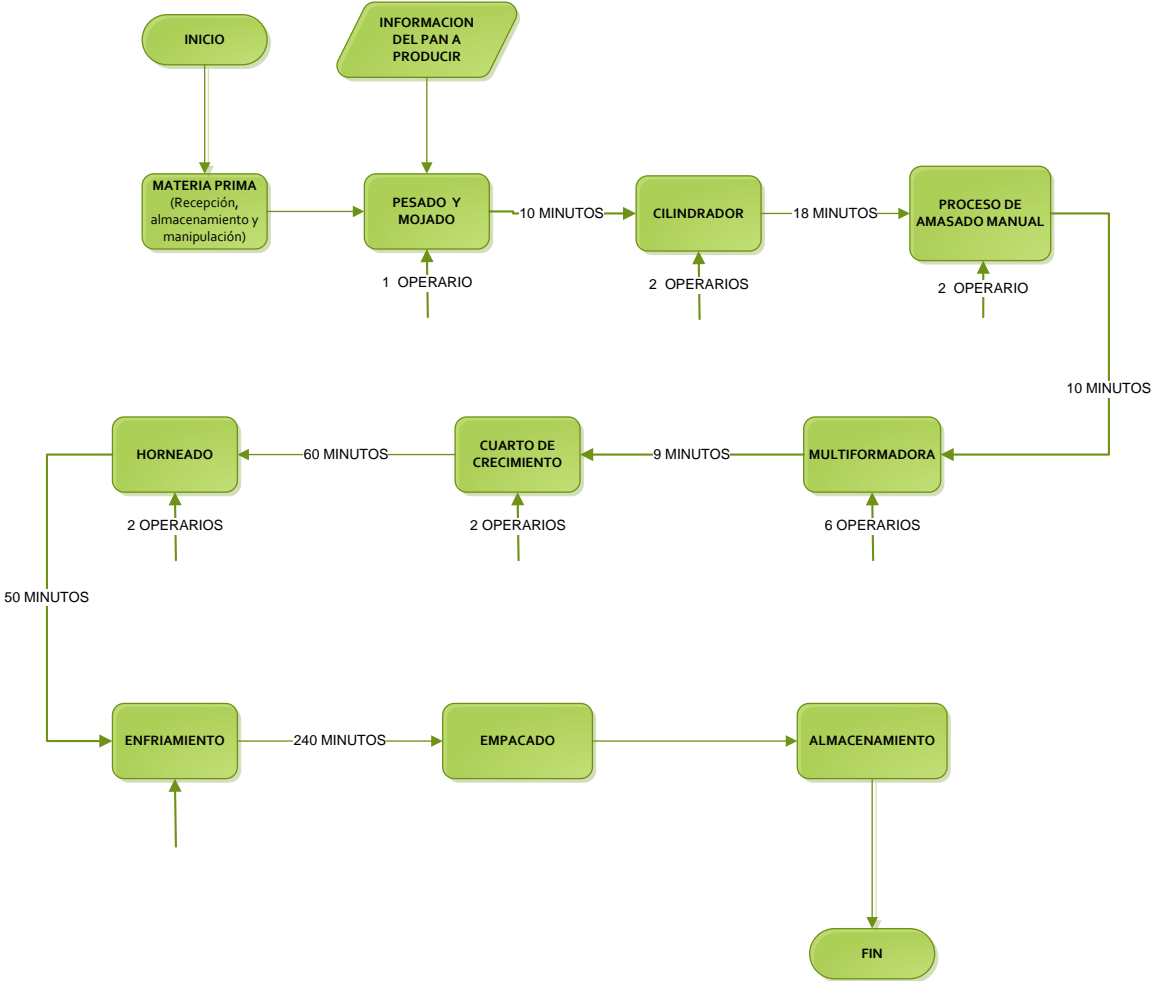 INICIO
INFORMACION
DEL PAN A
PRODUCIR
MATERIA PRIMA
(Recepción,
almacenamiento y
manipulación)
PESADO Y
MOJADO
10 MINUTOS
CILINDRADOR
18 MINUTOS
PROCESO DE
AMASADO MANUAL
1 OPERARIO
2 OPERARIOS
2 OPERARIO
10 MINUTOS
MULTIFORMADORA
9 MINUTOS
CUARTO DE
CRECIMIENTO
60 MINUTOS
HORNEADO
6 OPERARIOS
2 OPERARIOS
2 OPERARIOS
50 MINUTOS
ENFRIAMIENTO
240 MINUTOS
EMPACADO
ALMACENAMIENTO
FIN